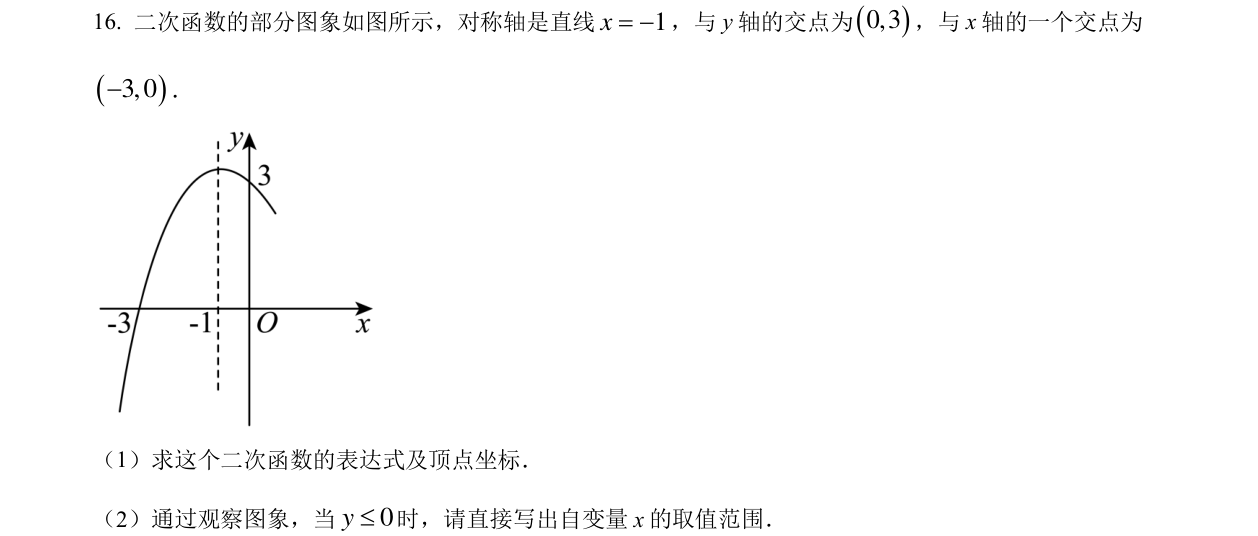 16. 二次函数的部分图象如图所示，对称轴是直线 x = −1，与 y 轴的交点为(0,3)，与 x 轴的一个交点为
(−3,0).
y
3
-3
-1
O
x
（1）求这个二次函数的表达式及顶点坐标.
（2）通过观察图象，当 y ≤ 0时，请直接写出自变量 x 的取值范围.